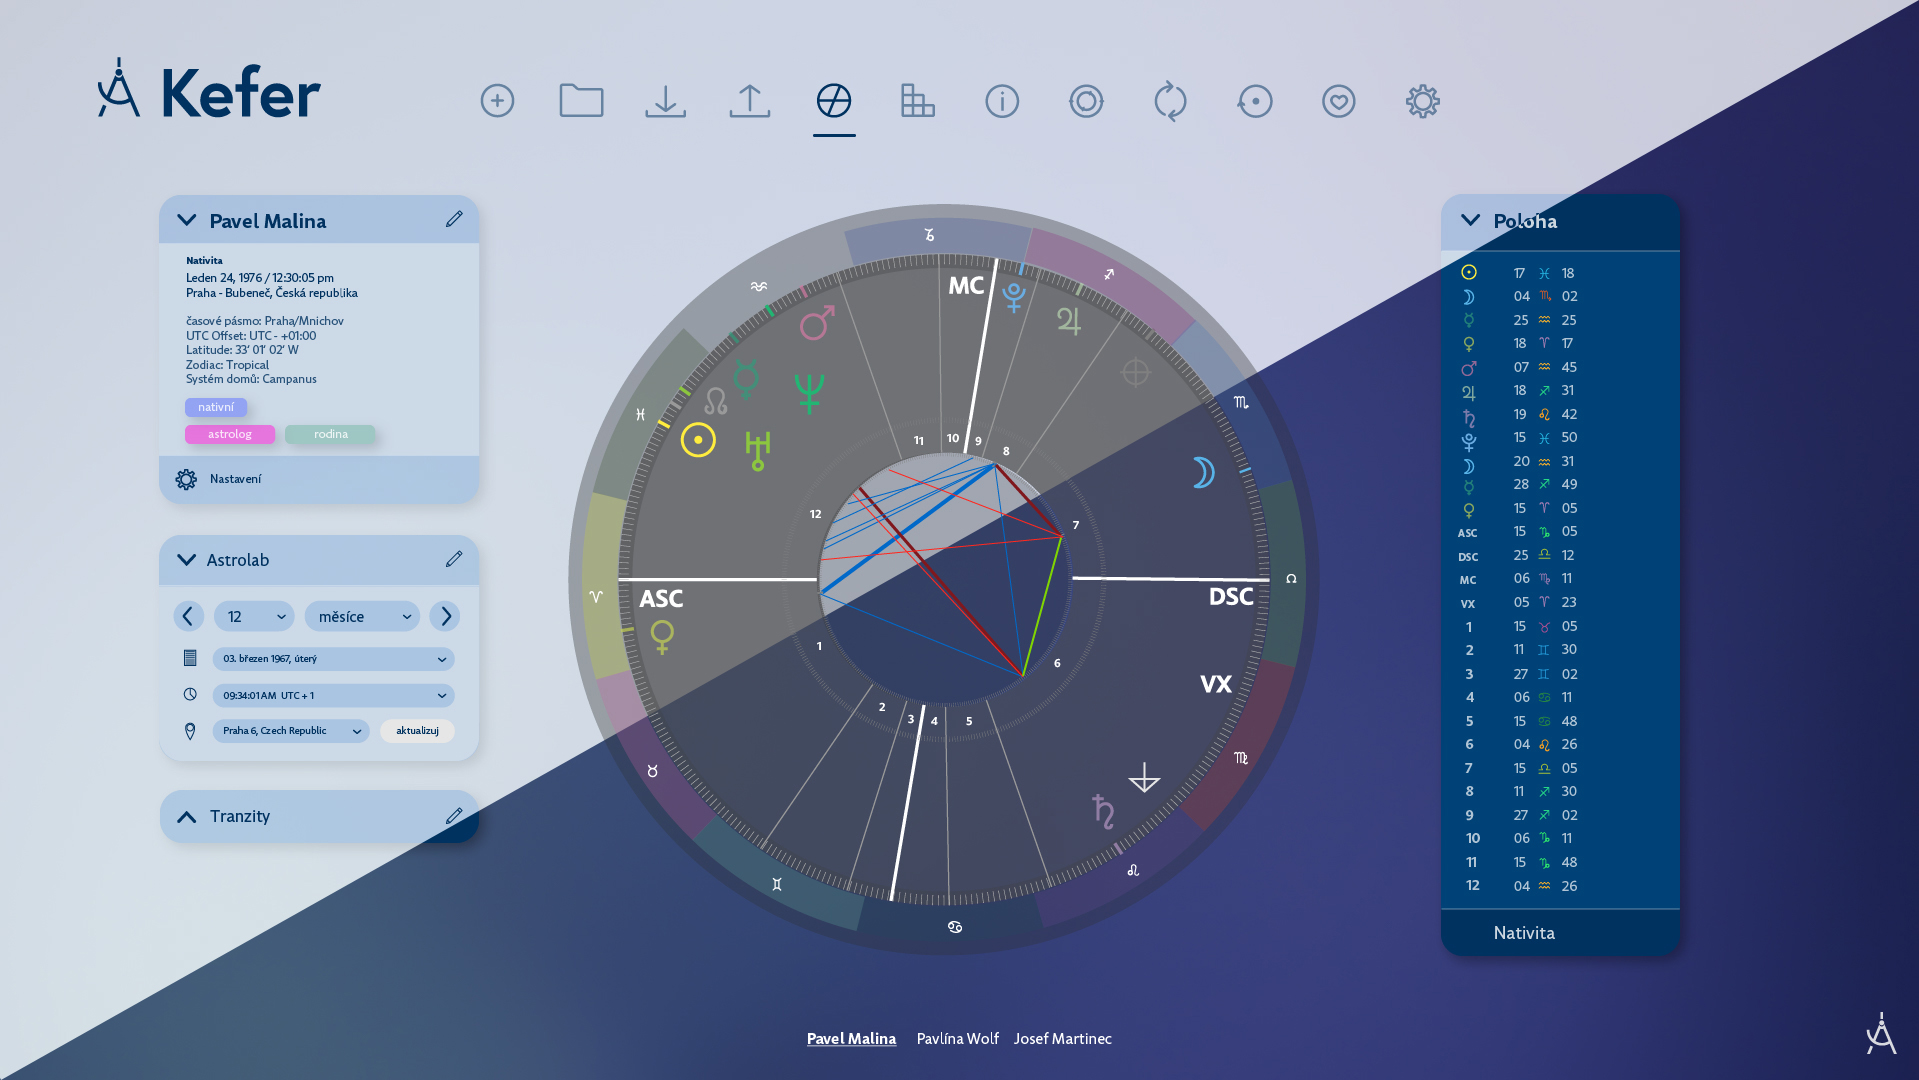 Kefer
Pavel Malina
Nativita
Leden 24, 1976 / 12:30:05 pm
Praha - Bubeneč, Česká republika
časové pásmo: Praha/Mnichov
UTC Offset: UTC - +01:00
Latitude: 33' 01' 02' W
Zodiac: Tropical
Systém domů: Campanus
nativní
astrolog
rodina
Nastavení
Astrolab
12
měsíce
03. březen 1967, úterý
09:34:01 AM UTC + 1
Praha 6, Czech Republic
aktualizuj
Tranzity
♑
♐
♒
♏
♓
♈
☊
♉
♍
♊
♌
♋
MC
♇
♃
♂
☿
♆
☊
☉
♅
☽
ASC
♀
DSC
VX
♄
11
10
9
8
12
7
1
6
2
3
4
5
Poloha
☉ 17 ♓ 18
☽ 04 ♏ 02
☿ 25 ♒ 25
♀ 18 ♈ 17
♂ 07 ♒ 45
♃ 18 ♐ 31
♄ 19 ♌ 42
♇ 15 ♓ 50
☽ 20 ♒ 31
☿ 28 ♐ 49
♀ 15 ♈ 05
ASC 15 ♑ 05
DSC 25 ♎ 12
MC 06 ♍ 11
VX 05 ♈ 23
1 15 ♉ 05
2 11 ♊ 30
3 27 ♊ 02
4 06 ♋ 11
5 15 ♋ 48
6 04 ♌ 26
7 15 ♎ 05
8 11 ♐ 30
9 27 ♐ 02
10 06 ♑ 11
11 15 ♑ 48
12 04 ♒ 26
Nativita
Pavel Malina Pavlína Wolf Josef Martinec